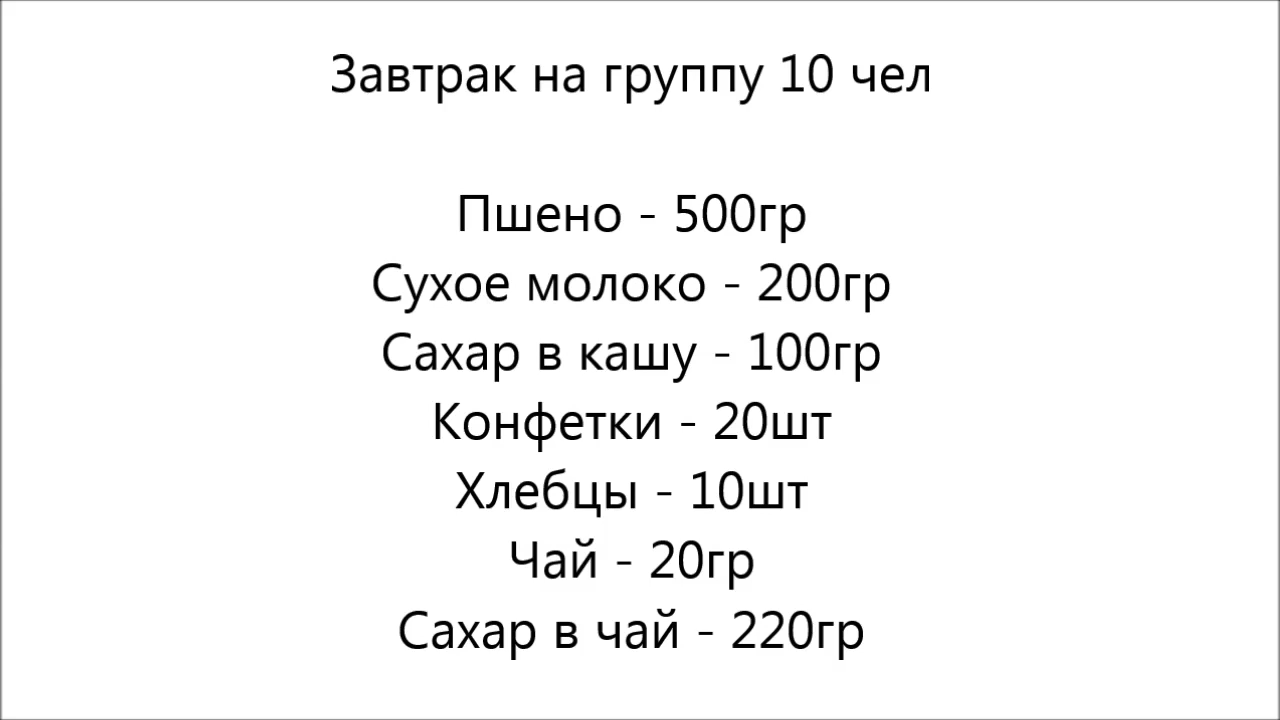 Завтрак на группу 10 чел
Пшено - 500гр
Сухое молоко - 200гр
Сахар в кашу - 100гр
Конфетки - 20шт
Хлебцы - 10шт
Чай - 20гр
Сахар в чай - 220гр